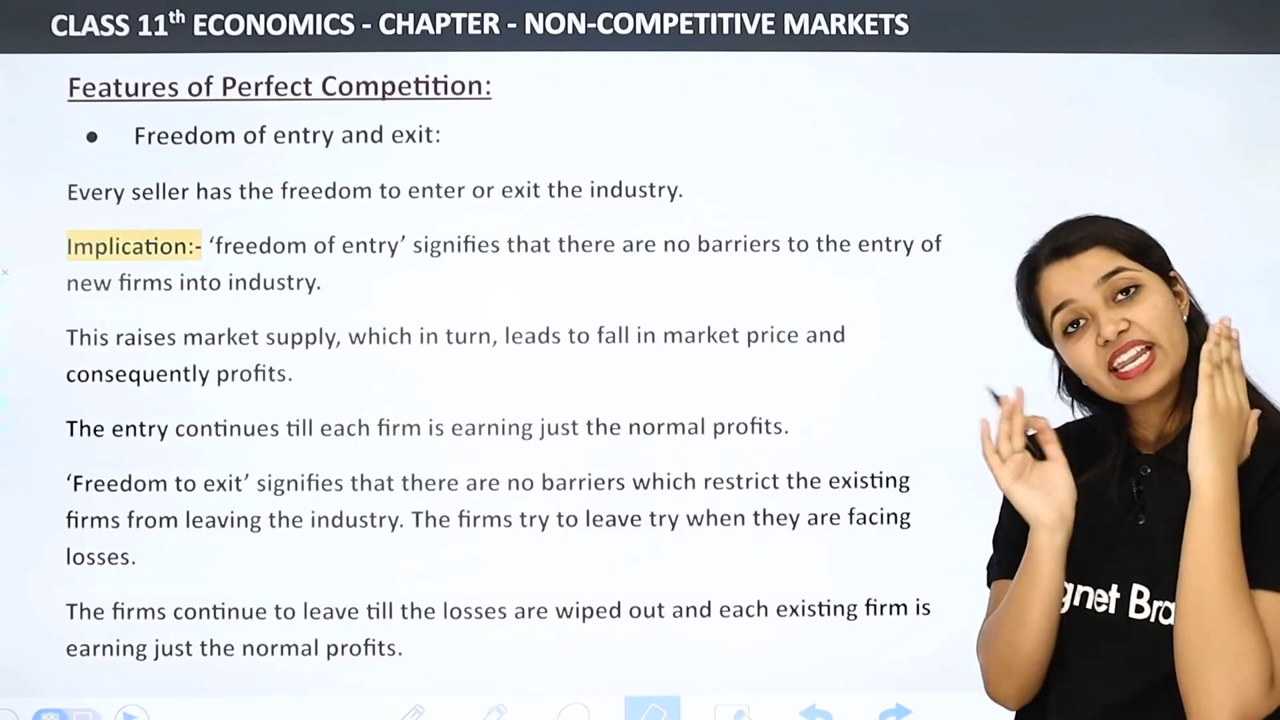 CLASS 11th ECONOMICS - CHAPTER - NON-COMPETITIVE MARKETS
Features of Perfect Competition:
● Freedom of entry and exit:
Every seller has the freedom to enter or exit the industry.
Implication:- ‘freedom of entry’ signifies that there are no barriers to the entry of
new firms into industry.
This raises market supply, which in turn, leads to fall in market price and
consequently profits.
The entry continues till each firm is earning just the normal profits.
‘Freedom to exit’ signifies that there are no barriers which restrict the existing
firms from leaving the industry. The firms try to leave try when they are facing
losses.
The firms continue to leave till the losses are wiped out and each existing firm is
earning just the normal profits.
gnet Bra